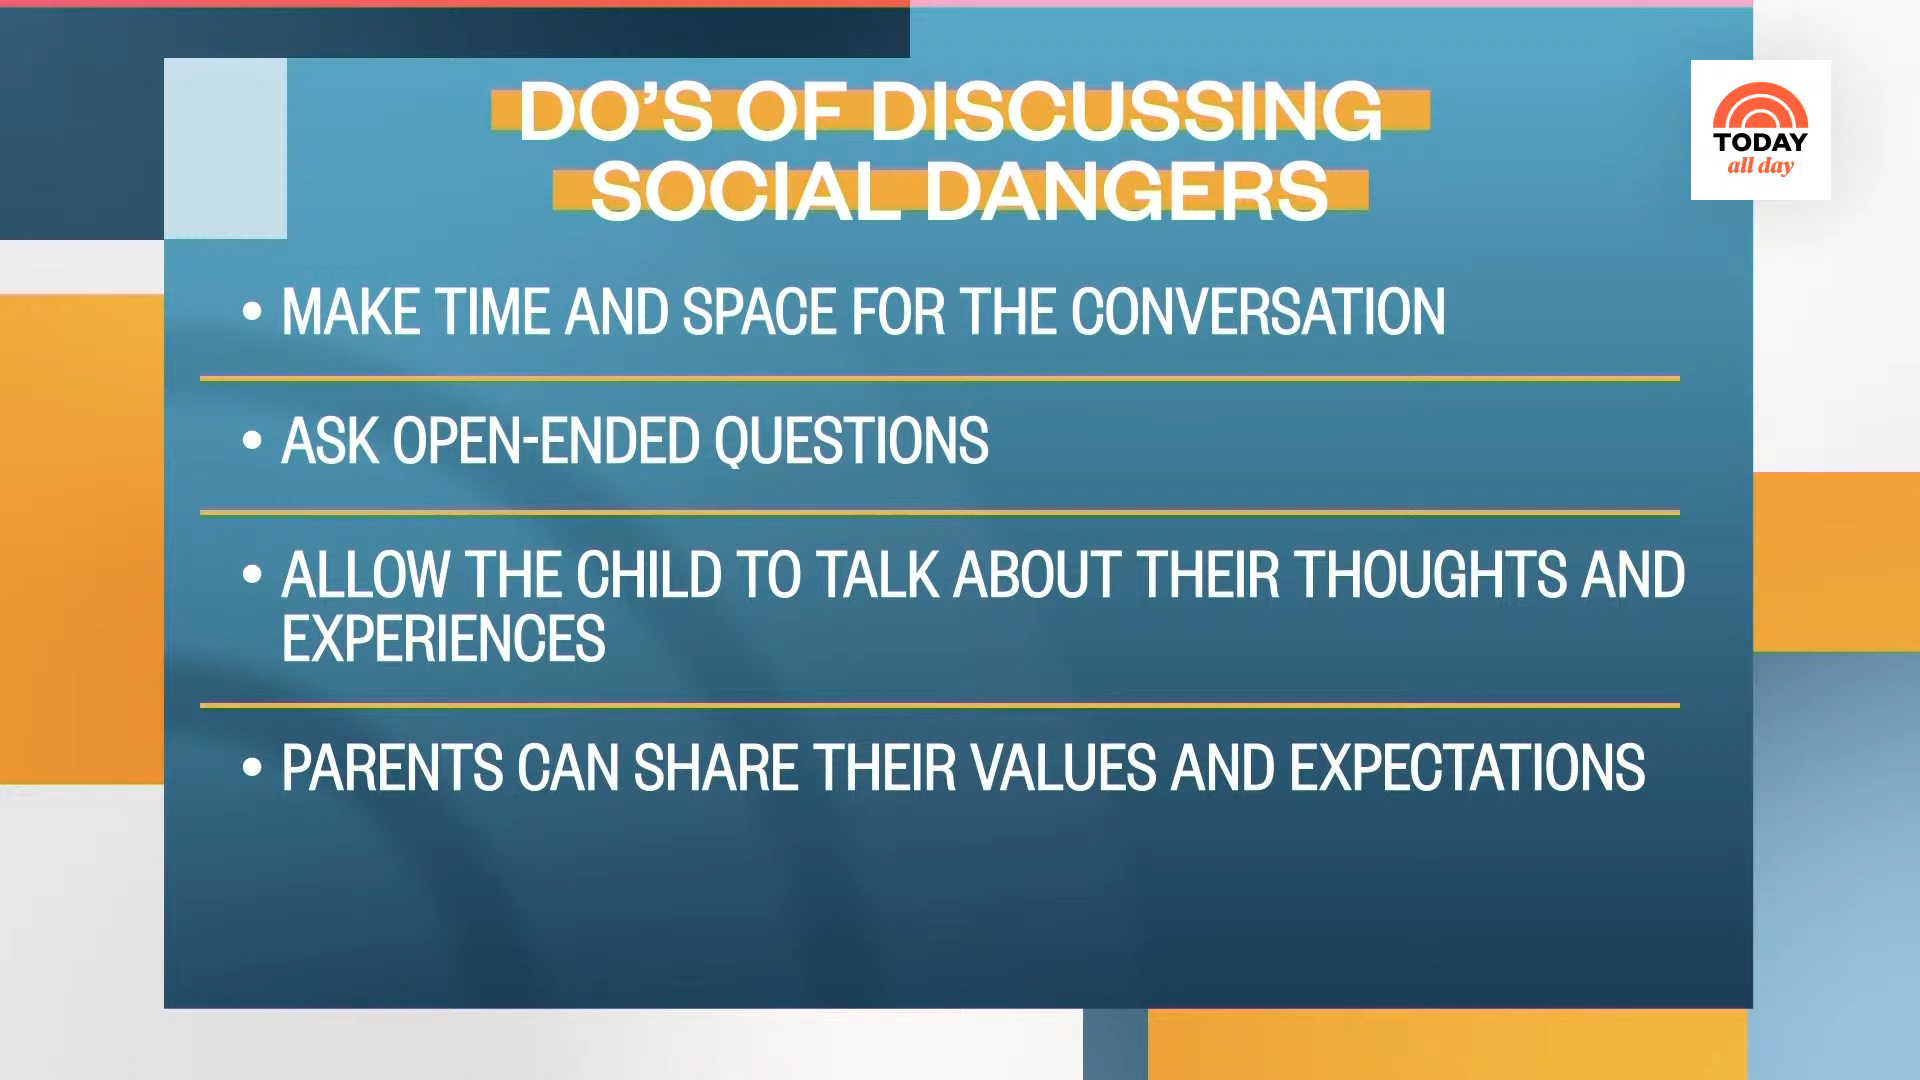 DO'S OF DISCUSSING
SOCIAL DANGERS
TODAY
all day
• MAKE TIME AND SPACE FOR THE CONVERSATION
• ASK OPEN-ENDED QUESTIONS
• ALLOW THE CHILD TO TALK ABOUT THEIR THOUGHTS AND
EXPERIENCES
• PARENTS CAN SHARE THEIR VALUES AND EXPECTATIONS